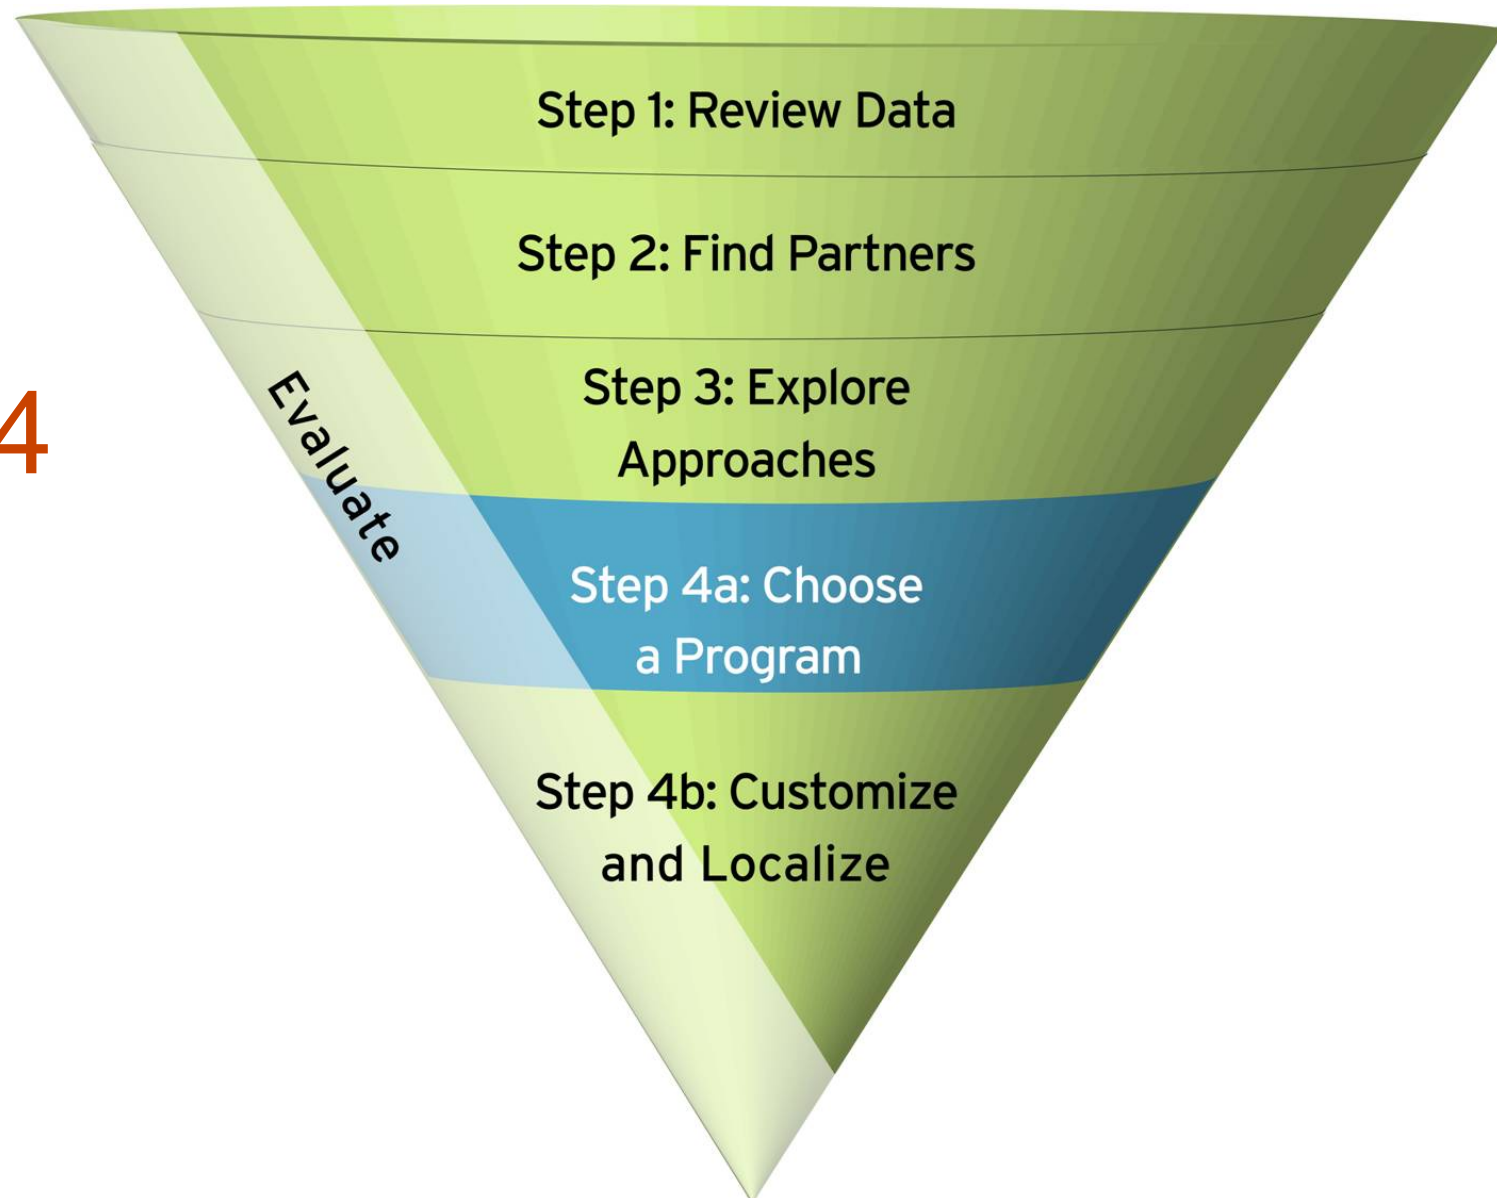 Step 1: Review Data
Step 2: Find Partners
Step 3: Explore
Approaches
4
Evaluate
Step 4a: Choose
a Program
Step 4b: Customize
and Localize